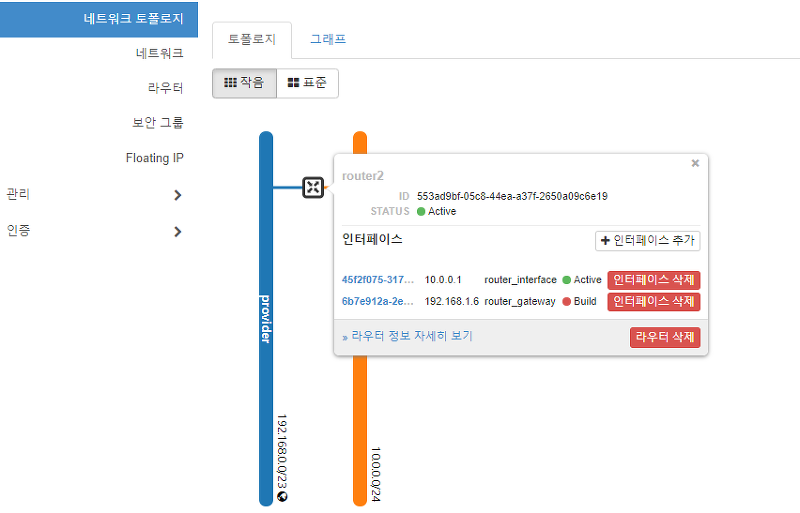 네트워크 토폴로지
네트워크
라우터
보안 그룹
Floating IP
관리
인증
토폴로지 그래프
작음 표준
provider
192.168.0.0/23
10.0.0.0/24
router2
ID 553ad9bf-05c8-44ea-a37f-2650a09c6e19
STATUS Active
인터페이스 + 인터페이스 추가
45f2f075-317... 10.0.0.1 router_interface Active 인터페이스 삭제
6b7e912a-2e... 192.168.1.6 router_gateway Build 인터페이스 삭제
» 라우터 정보 자세히 보기 라우터 삭제